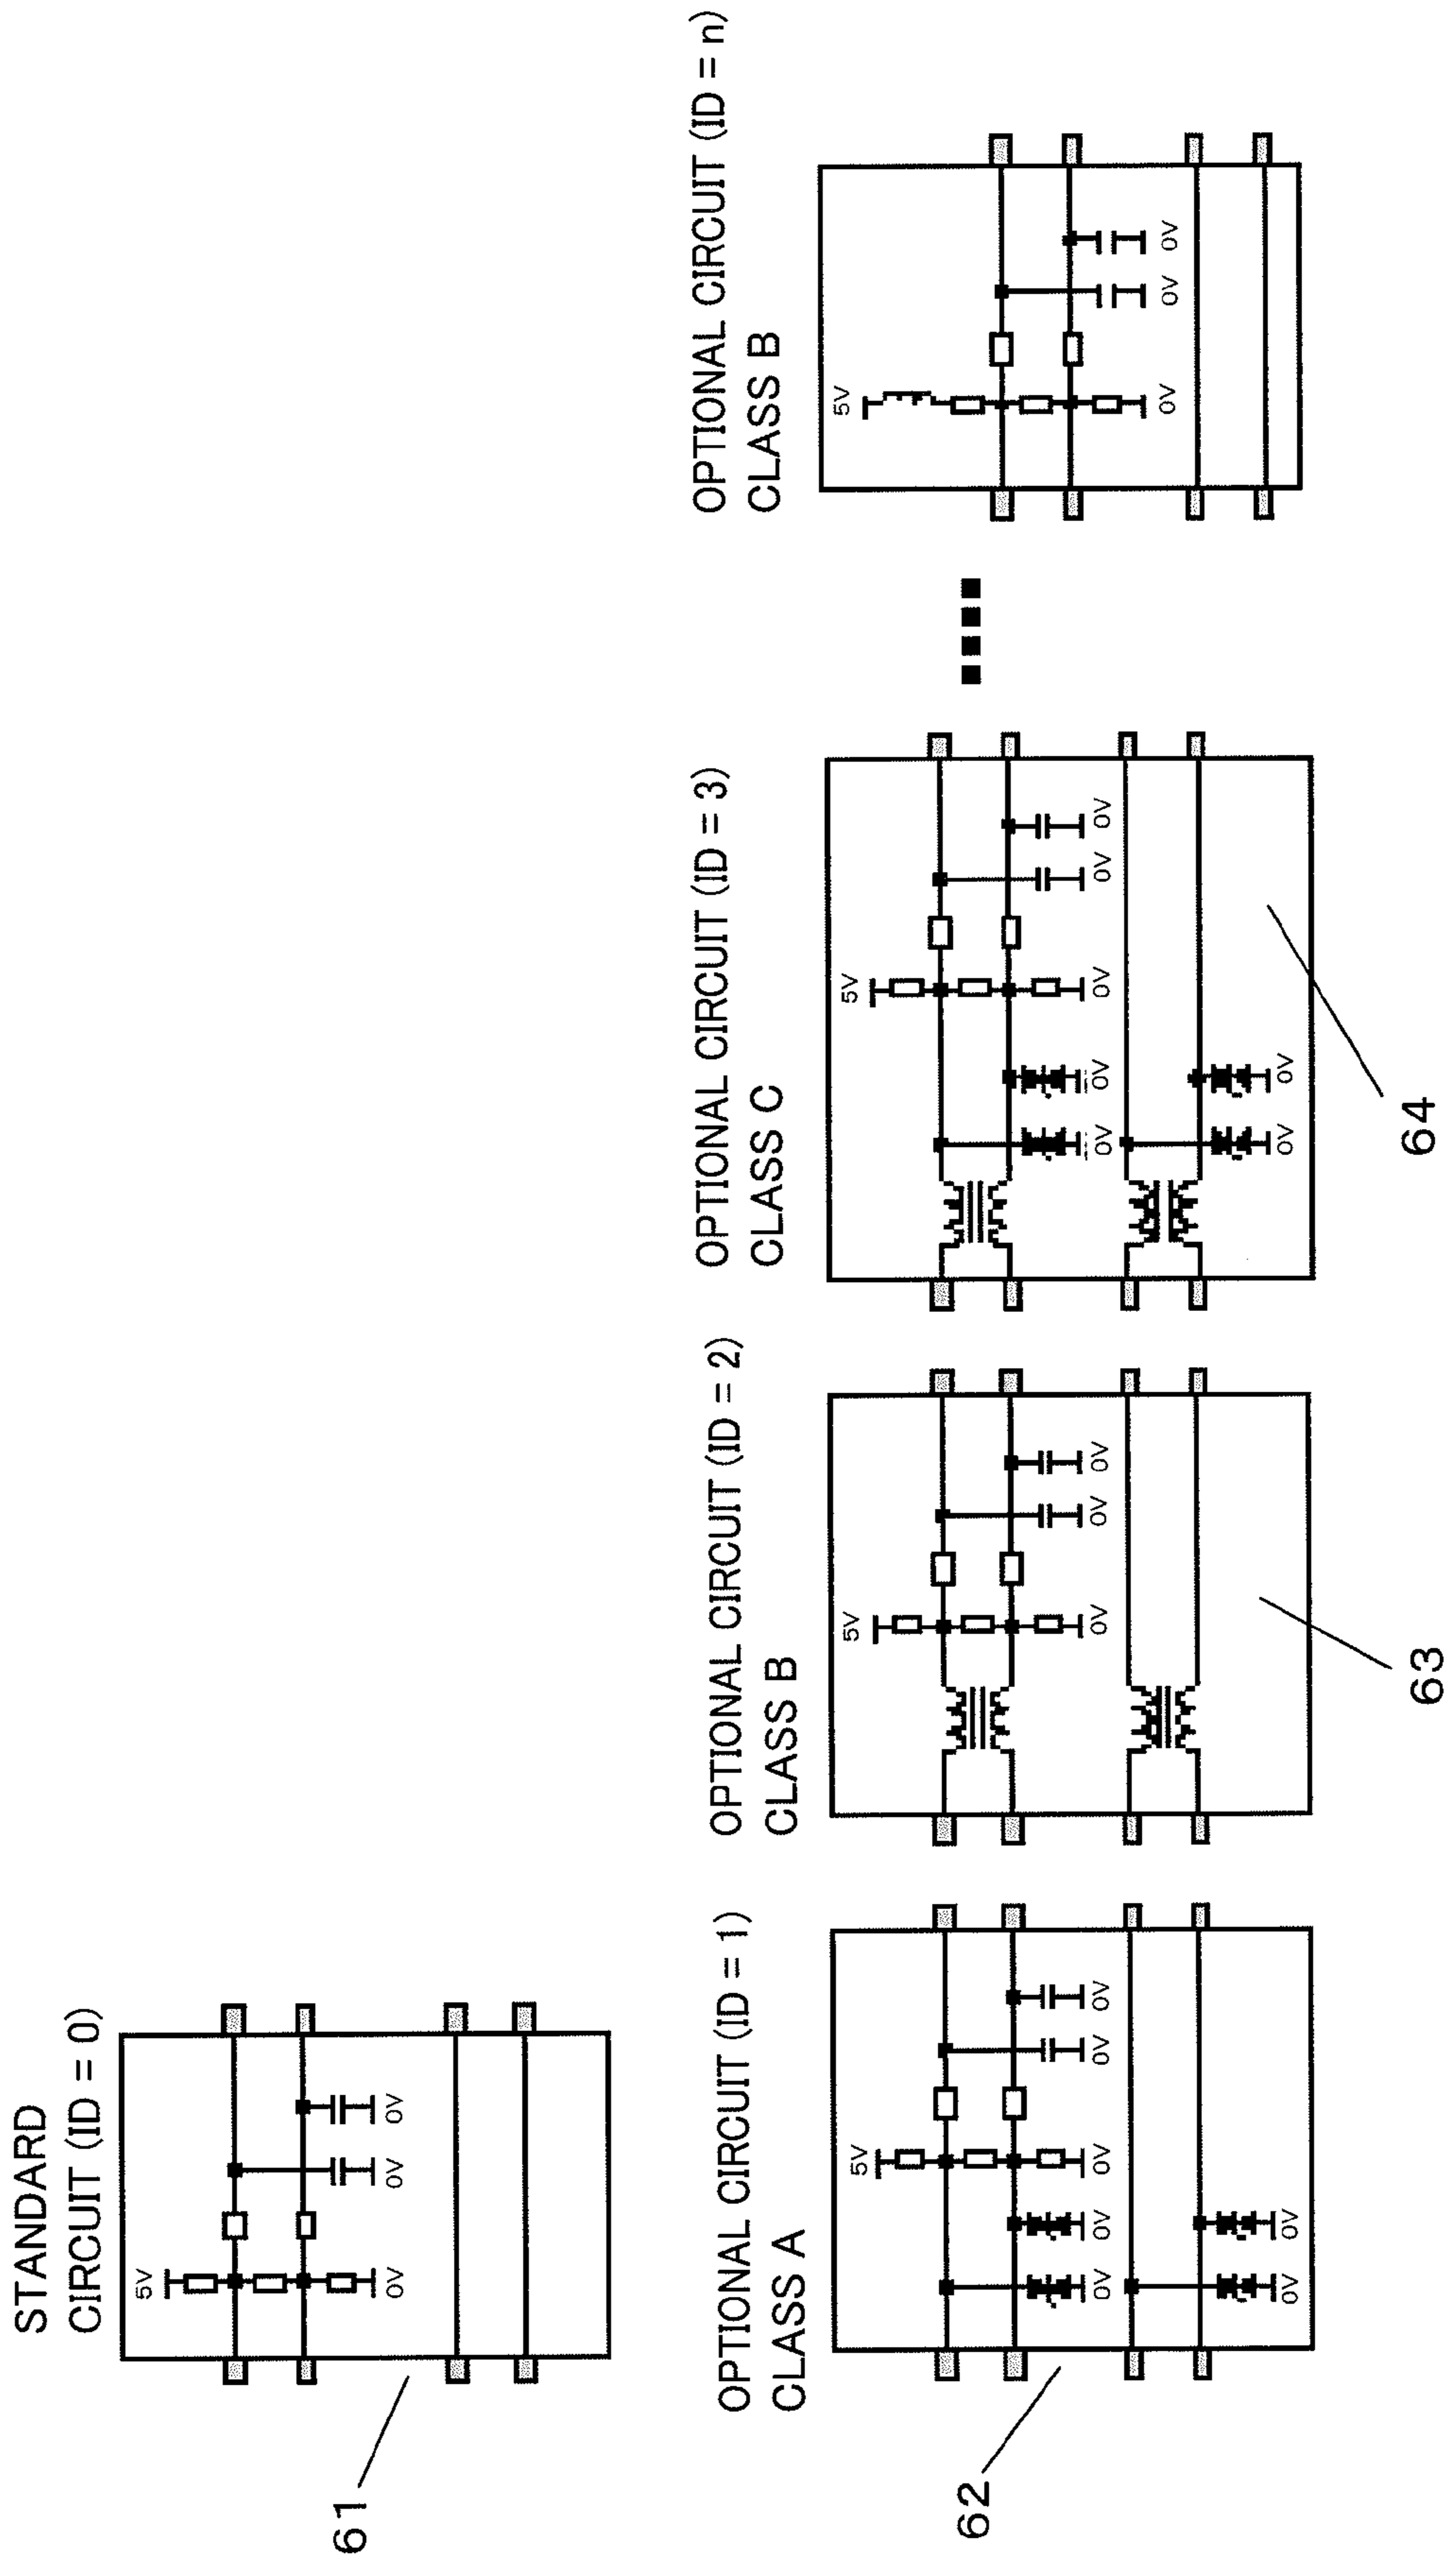 STANDARD
CIRCUIT (ID = 0)
5V
0V
0V
0V
61
OPTIONAL CIRCUIT (ID = 1)
CLASS A
5V
0V
0V
0V
0V
0V
0V
0V
62
OPTIONAL CIRCUIT (ID = 2)
CLASS B
5V
0V
0V
0V
63
OPTIONAL CIRCUIT (ID = 3)
CLASS C
5V
0V
0V
0V
0V
0V
0V
0V
64
OPTIONAL CIRCUIT (ID = n)
CLASS B
5V
0V
0V
0V